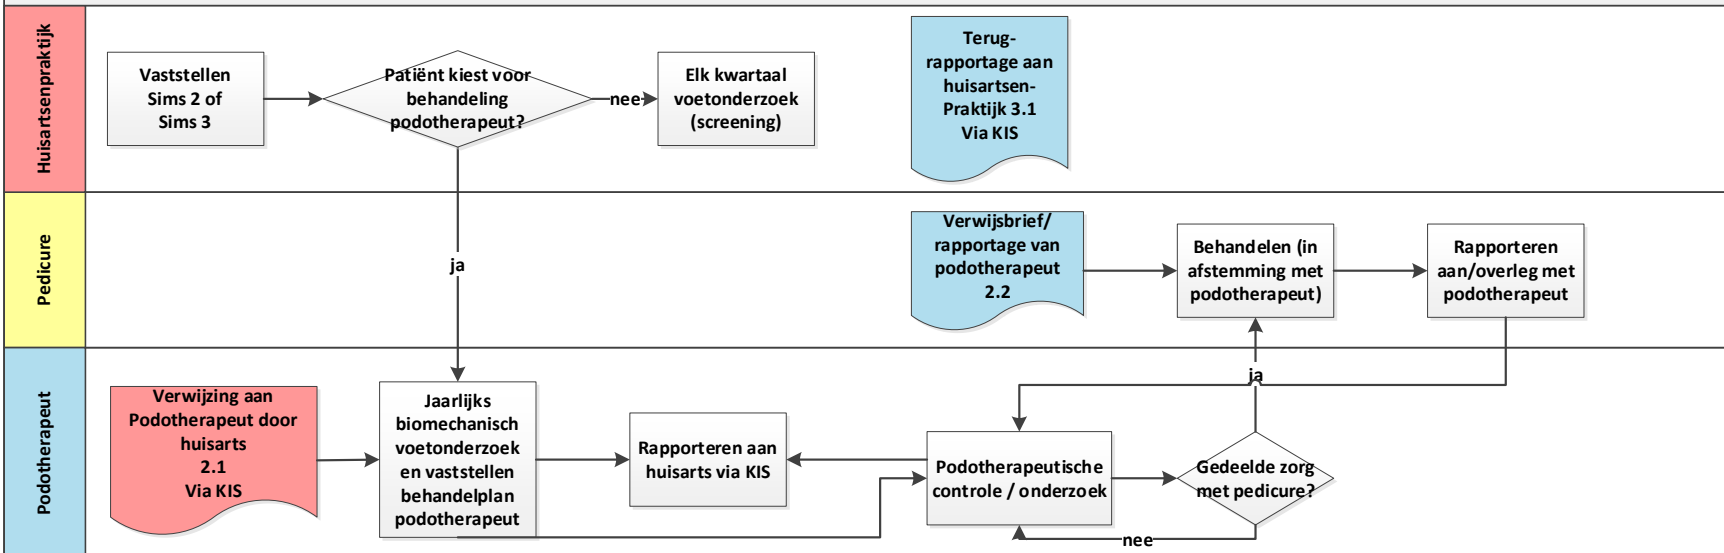 Huisartsenpraktijk
Vaststellen
Sims 2 of
Sims 3
Patiënt kiest voor
behandeling
podotherapeut?
nee
Elk kwartaal
voetonderzoek
(screening)
Terug-
rapportage aan
huisartsen-
Praktijk 3.1
Via KIS
ja
Pedicure
Verwijsbrief/
rapportage van
podotherapeut
2.2
Behandelen (in
afstemming met
podotherapeut)
Rapporteren
aan/overleg met
podotherapeut
Podotherapeut
Verwijzing aan
Podotherapeut door
huisarts
2.1
Via KIS
Jaarlijks
biomechanisch
voetonderzoek
en vaststellen
behandelplan
podotherapeut
Rapporteren aan
huisarts via KIS
Podotherapeutische
controle / onderzoek
Gedeelde zorg
met pedicure?
ja
nee